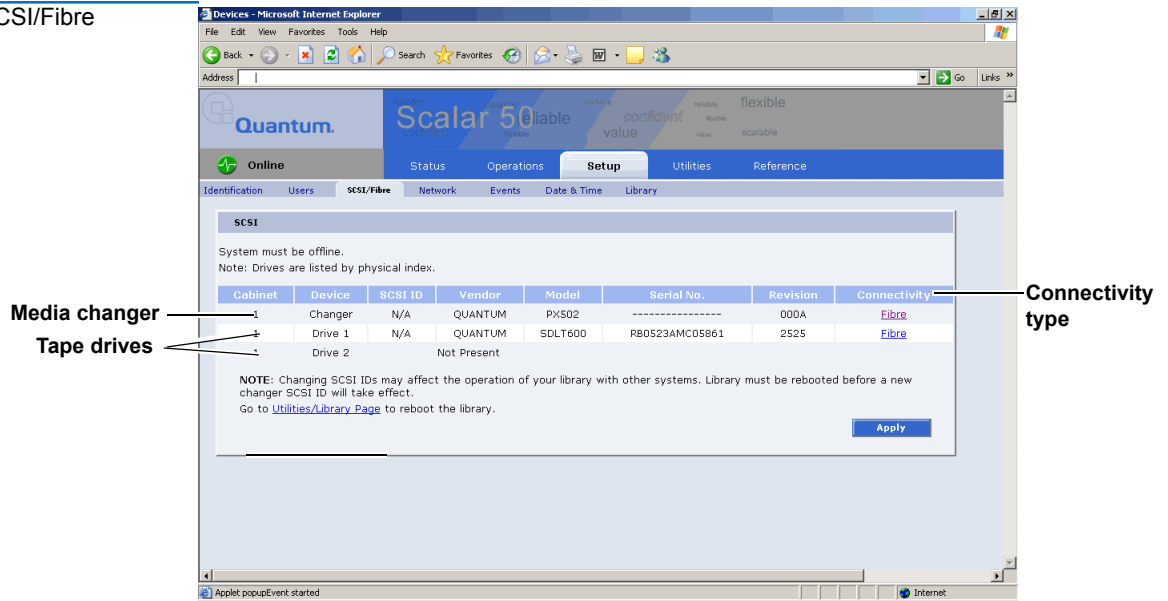 CSI/Fibre
Devices - Microsoft Internet Explorer
File Edit View Favorites Tools Help
Back Search Favorites
Address Go Links »
Quantum.
Scalar 50
reliable
value
confident
flexible
scalable
Online
Status Operations Setup Utilities Reference
Identification Users SCSI/Fibre Network Events Date & Time Library
SCSI
System must be offline.
Note: Drives are listed by physical index.
Cabinet Device SCSI ID Vendor Model Serial No. Revision Connectivity
Connectivity type
Media changer
1 Changer N/A QUANTUM PX502 --------------- 000A Fibre
Tape drives
1 Drive 1 N/A QUANTUM SDLT600 RB0523AMC05861 2525 Fibre
Drive 2 Not Present
NOTE: Changing SCSI IDs may affect the operation of your library with other systems. Library must be rebooted before a new
changer SCSI ID will take effect.
Go to Utilities/Library Page to reboot the library.
Apply
Applet popupEvent started
Internet